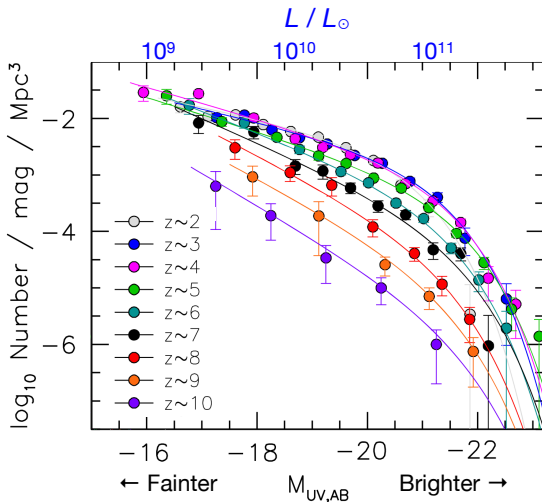 L / L⊙
10⁹ 10¹⁰ 10¹¹
log₁₀ Number / mag / Mpc³
−2
−4
−6
z~2
z~3
z~4
z~5
z~6
z~7
z~8
z~9
z~10
−16 −18 −20 −22
← Fainter M_UV,AB Brighter →